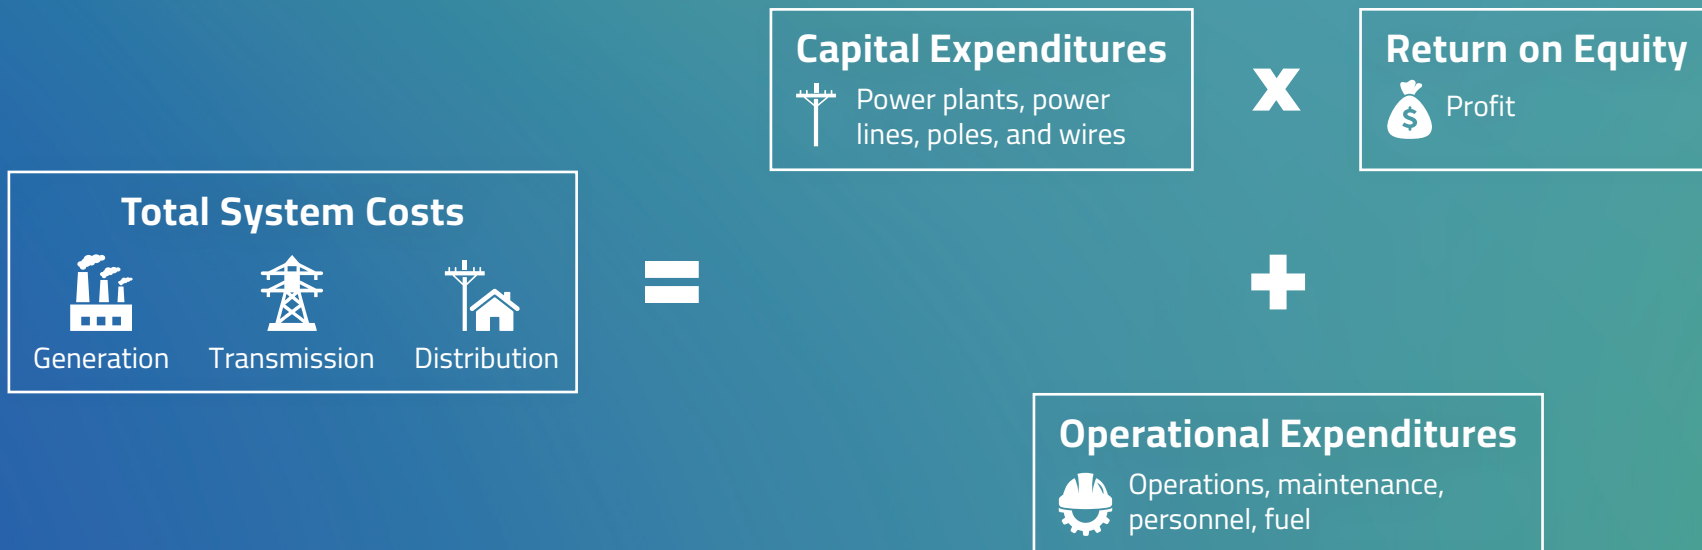 Total System Costs
Generation
Transmission
Distribution
=
Capital Expenditures
Power plants, power
lines, poles, and wires
x
Return on Equity
$
Profit
+
Operational Expenditures
Operations, maintenance,
personnel, fuel